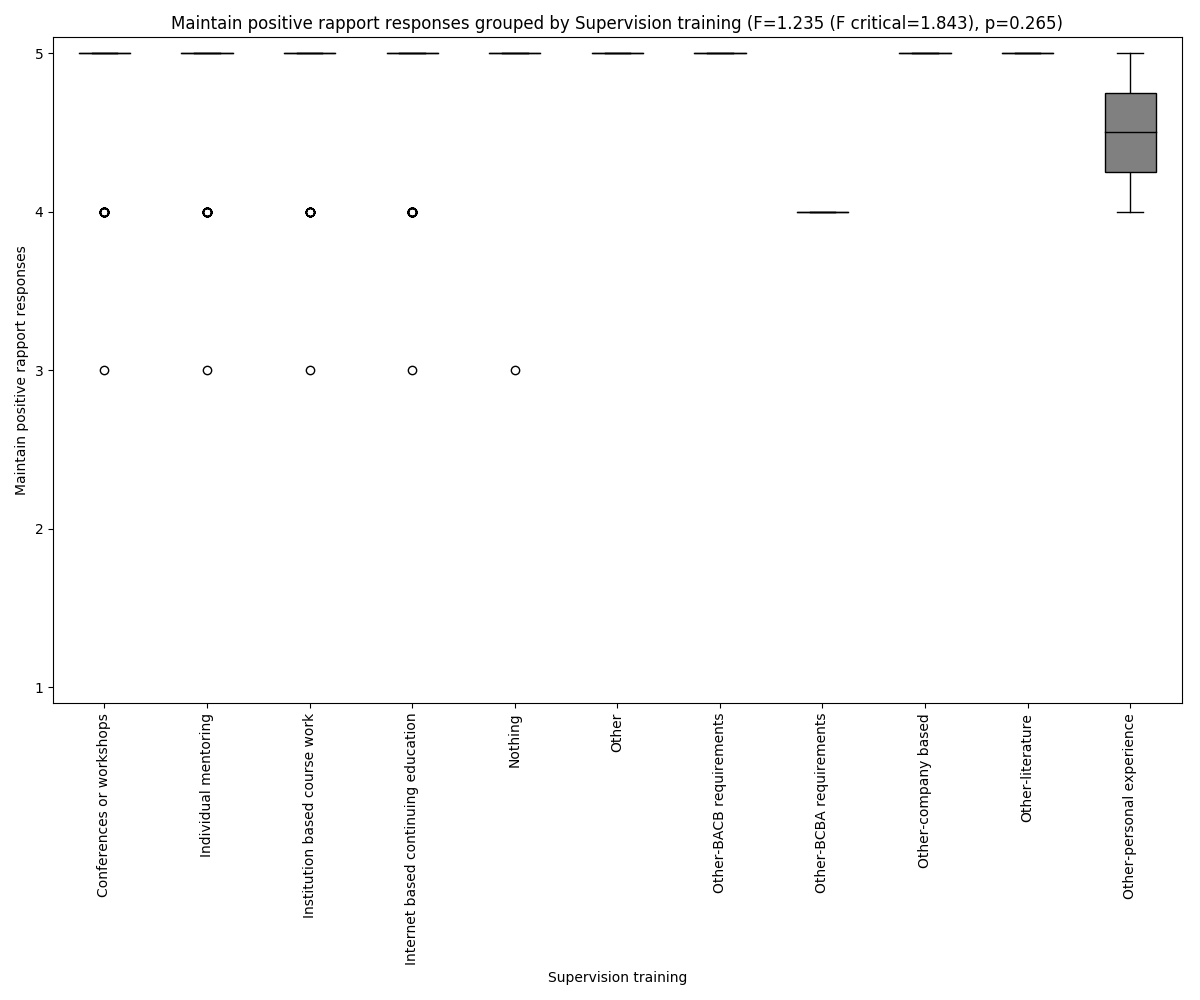 Maintain positive rapport responses grouped by Supervision training (F=1.235 (F critical=1.843), p=0.265)
Maintain positive rapport responses
5
4
3
2
1
Conferences or workshops
Individual mentoring
Institution based course work
Internet based continuing education
Nothing
Other
Other-BACB requirements
Other-BCBA requirements
Other-company based
Other-literature
Other-personal experience
Supervision training